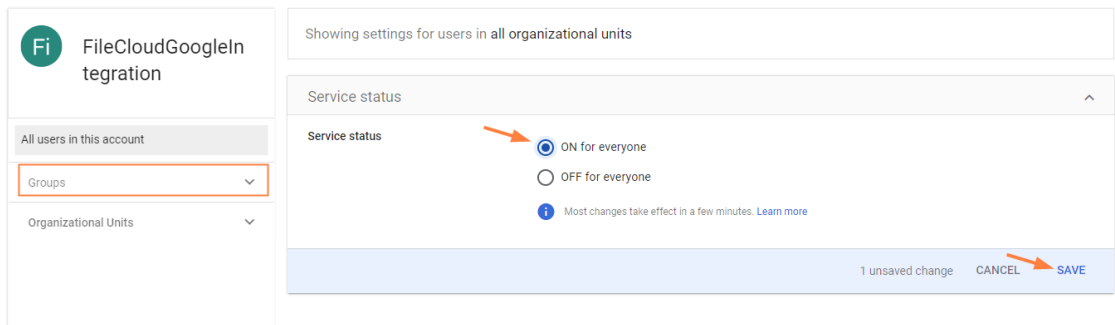 Fi
FileCloudGoogleIn
tegration
All users in this account
Groups
Organizational Units
Showing settings for users in all organizational units
Service status
Service status
ON for everyone
OFF for everyone
i
Most changes take effect in a few minutes. Learn more
1 unsaved change CANCEL SAVE